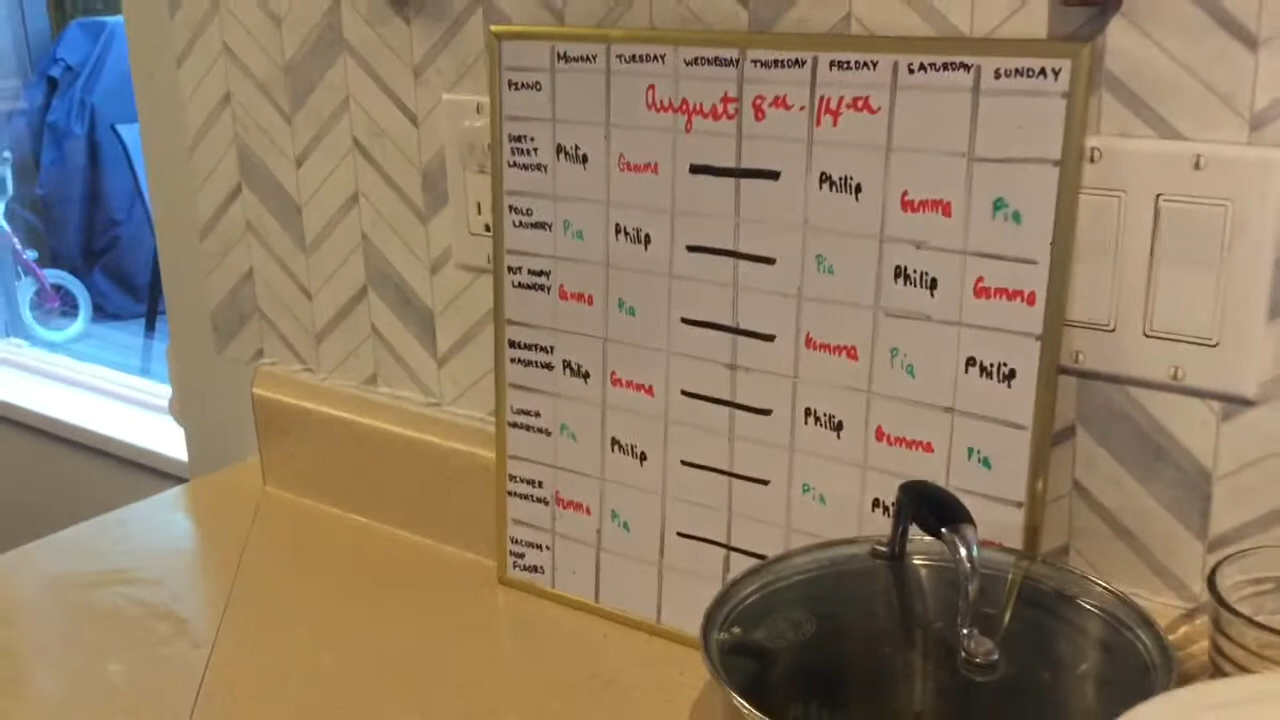 MONDAY TUESDAY WEDNESDAY THURSDAY FRIDAY SATURDAY SUNDAY
PIANO
August 8th - 14th
SORT + START LAUNDRY Philip Gemma Philip Gemma Pia
FOLD LAUNDRY Pia Philip Pia Philip Gemma
PUT AWAY LAUNDRY Gemma Pia Gemma Pia Philip
BREAKFAST WASHING Philip Gemma Philip Gemma Pia
LUNCH WASHING Pia Philip Pia
DINNER WASHING Gemma Pia
VACUUM + MOP FLOORS